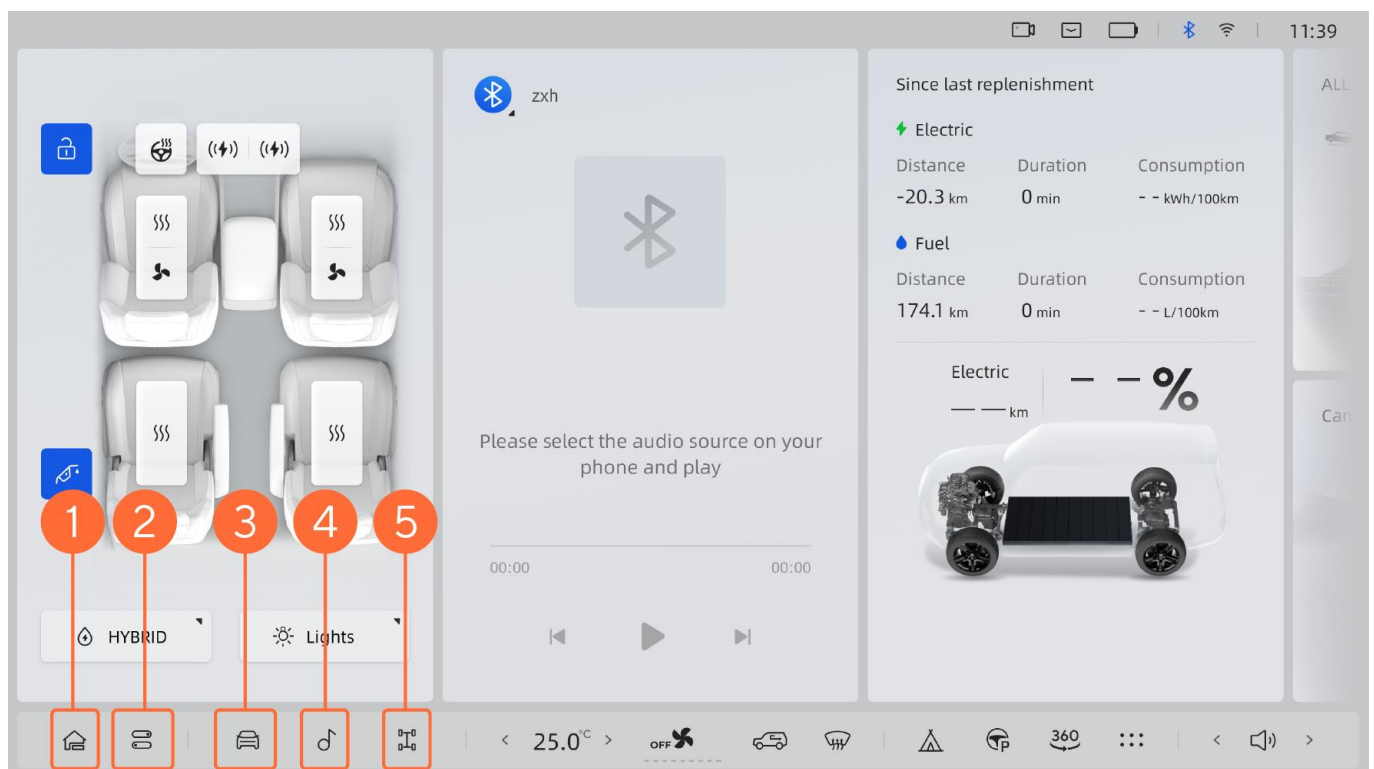 11:39
zxh
Please select the audio source on your
phone and play
00:00 00:00
Since last replenishment
Electric
Distance Duration Consumption
-20.3 km 0 min - - kWh/100km
Fuel
Distance Duration Consumption
174.1 km 0 min - - L/100km
Electric
— — km — — %
ALL
1 2 3 4 5
HYBRID Lights
< 25.0°C > OFF P 360 < >